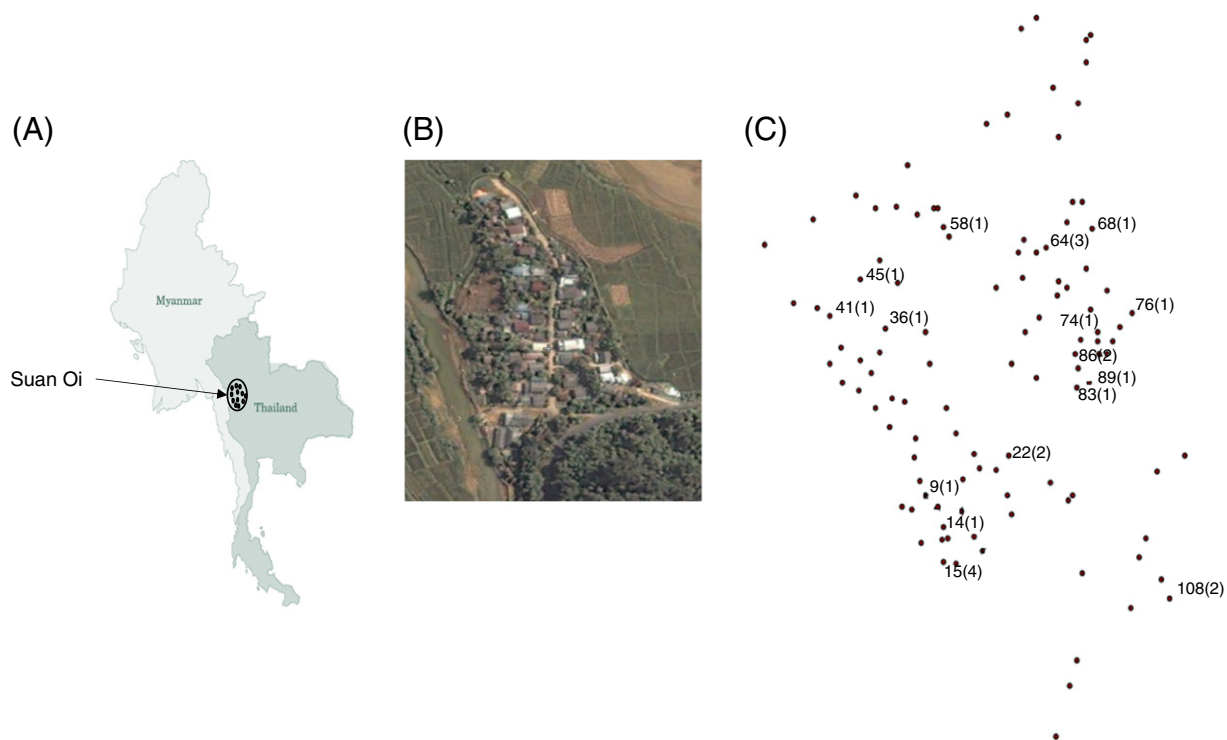 (A)
Myanmar
Suan Oi
Thailand
(B)
(C)
58(1)
68(1)
64(3)
45(1)
41(1)
36(1)
76(1)
74(1)
86(2)
89(1)
83(1)
22(2)
9(1)
14(1)
15(4)
108(2)